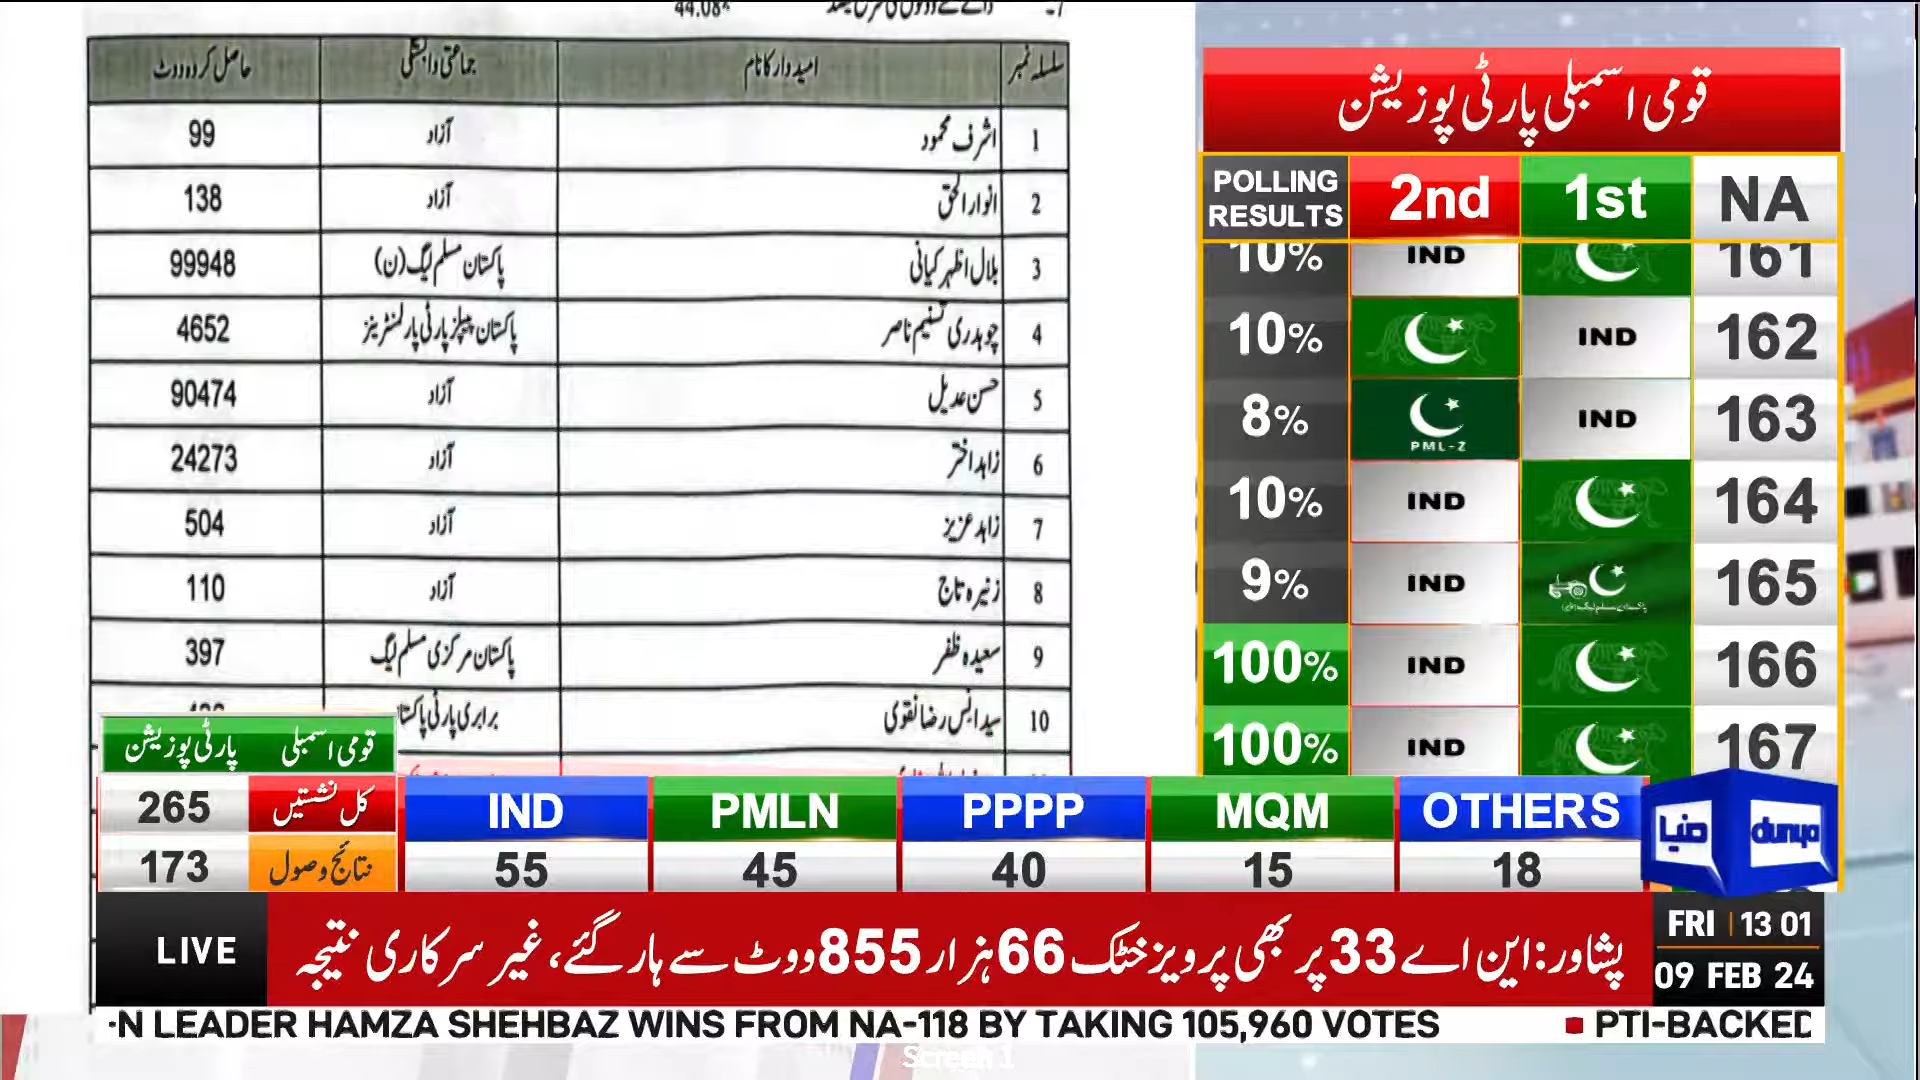 44.08%
سلسلہ نمبر امیدوار کا نام جماعتی وابستگی حاصل کردہ ووٹ
1 اشرف محمود آزاد 99
2 انوار الحق آزاد 138
3 بلال اظہر کیانی پاکستان مسلم لیگ (ن) 99948
4 چوہدری تسنیم ناصر پاکستان پیپلز پارٹی پارلیمنٹرینز 4652
5 حسن عدیل آزاد 90474
6 زاہد اختر آزاد 24273
7 زاہد عزیز آزاد 504
8 زنیرہ تاج آزاد 110
9 سعیدہ ظفر پاکستان مرکزی مسلم لیگ 397
10 سید انس رضا نقوی برابری پارٹی
قومی اسمبلی پارٹی پوزیشن
POLLING RESULTS 2nd 1st NA
10% IND 161
10% IND 162
8% PML-Z IND 163
10% IND 164
9% IND 165
100% IND 166
100% IND 167
قومی اسمبلی پارٹی پوزیشن
265 کل نشستیں IND PMLN PPPP MQM OTHERS
173 نتائج وصول 55 45 40 15 18
دنیا dunya
LIVE
پشاور: این اے 33 پر بھی پرویز خٹک 66 ہزار 855 ووٹ سے ہار گئے، غیر سرکاری نتیجہ
FRI 13 01
09 FEB 24
-N LEADER HAMZA SHEHBAZ WINS FROM NA-118 BY TAKING 105,960 VOTES ■ PTI-BACKED
Screen 1